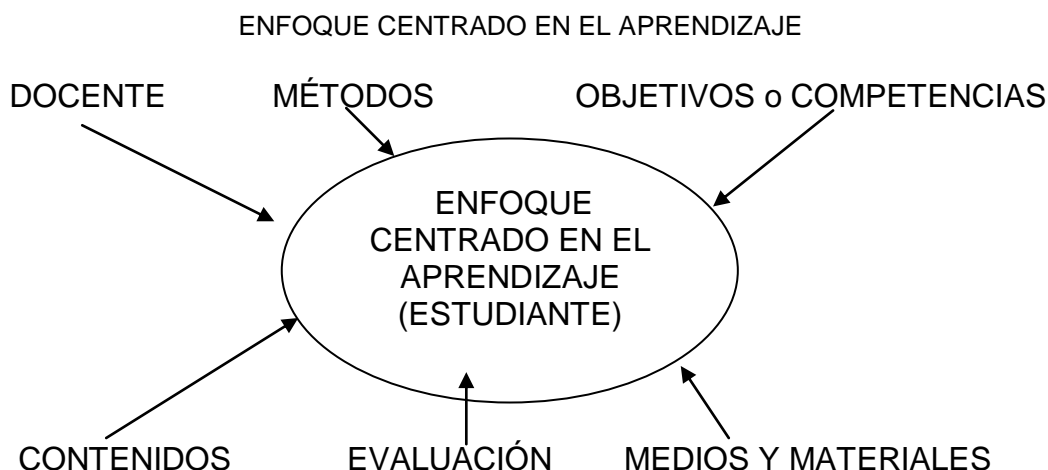 ENFOQUE CENTRADO EN EL APRENDIZAJE
DOCENTE MÉTODOS OBJETIVOS o COMPETENCIAS
ENFOQUE
CENTRADO EN EL
APRENDIZAJE
(ESTUDIANTE)
CONTENIDOS EVALUACIÓN MEDIOS Y MATERIALES